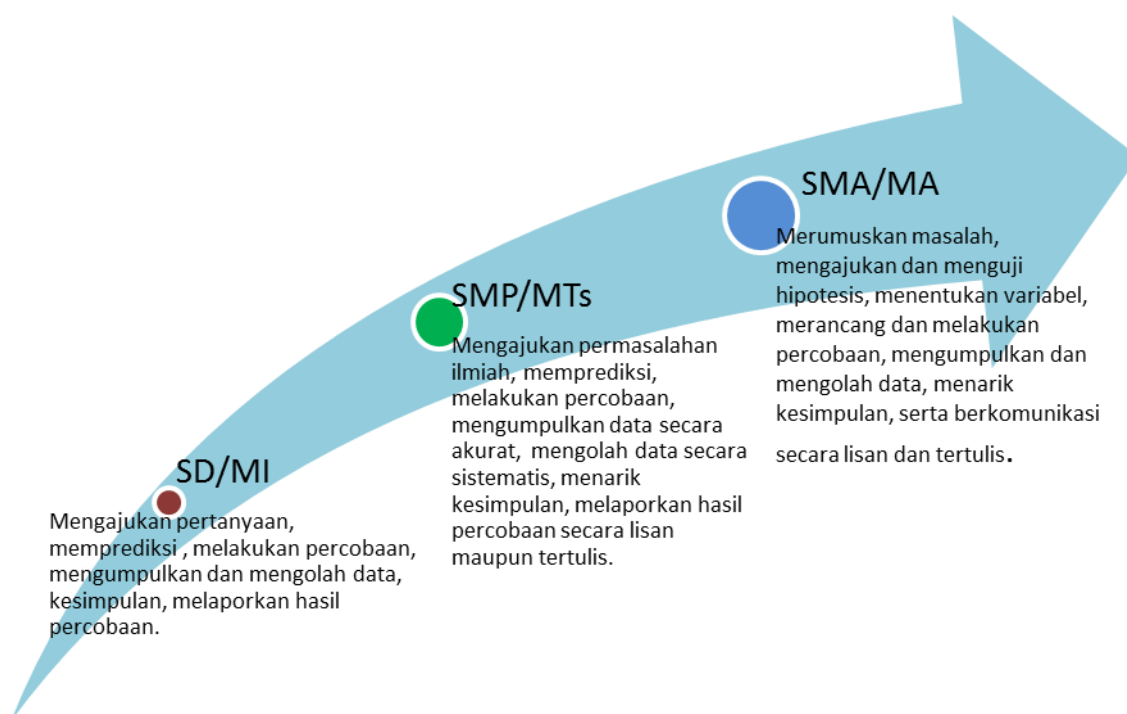 SD/MI
Mengajukan pertanyaan,
memprediksi , melakukan percobaan,
mengumpulkan dan mengolah data,
kesimpulan, melaporkan hasil
percobaan.
SMP/MTs
Mengajukan permasalahan
ilmiah, memprediksi,
melakukan percobaan,
mengumpulkan data secara
akurat, mengolah data secara
sistematis, menarik
kesimpulan, melaporkan hasil
percobaan secara lisan
maupun tertulis.
SMA/MA
Merumuskan masalah,
mengajukan dan menguji
hipotesis, menentukan variabel,
merancang dan melakukan
percobaan, mengumpulkan dan
mengolah data, menarik
kesimpulan, serta berkomunikasi
secara lisan dan tertulis.